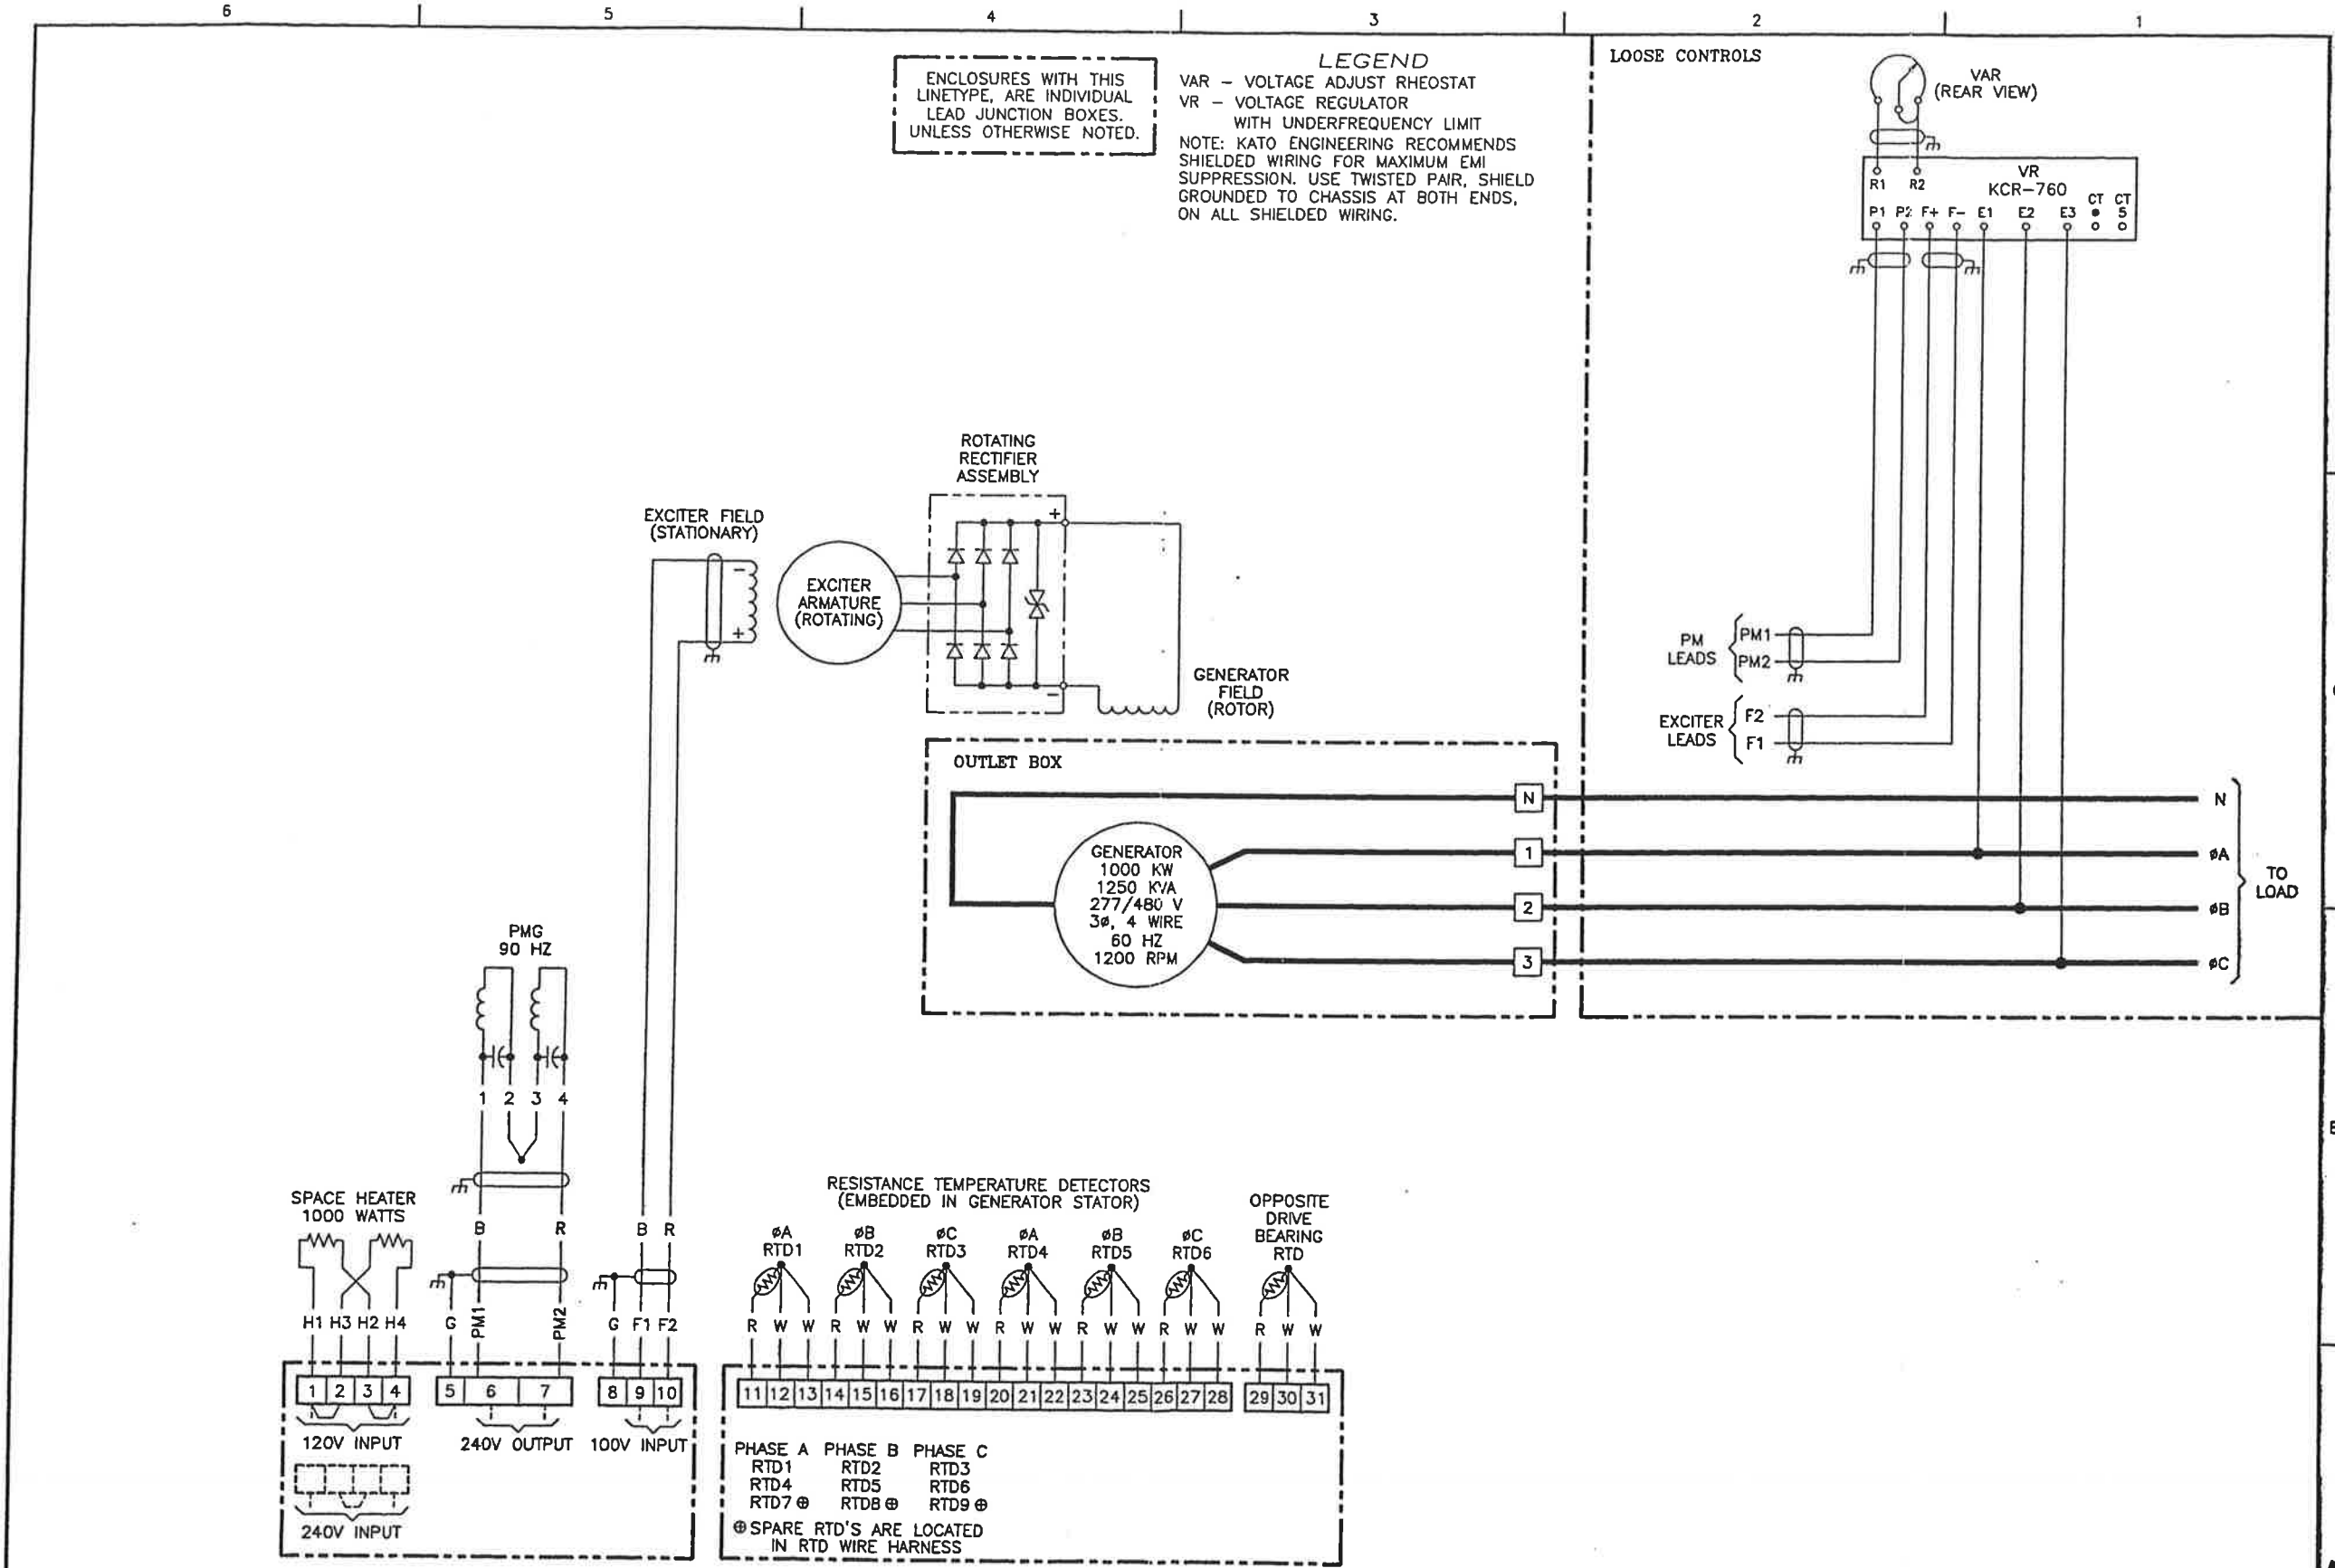 6 5 4 3 2 1
ENCLOSURES WITH THIS
LINETYPE, ARE INDIVIDUAL
LEAD JUNCTION BOXES.
UNLESS OTHERWISE NOTED.
LEGEND
VAR – VOLTAGE ADJUST RHEOSTAT
VR – VOLTAGE REGULATOR
WITH UNDERFREQUENCY LIMIT
NOTE: KATO ENGINEERING RECOMMENDS
SHIELDED WIRING FOR MAXIMUM EMI
SUPPRESSION. USE TWISTED PAIR, SHIELD
GROUNDED TO CHASSIS AT BOTH ENDS,
ON ALL SHIELDED WIRING.
LOOSE CONTROLS
VAR
(REAR VIEW)
R1 R2
VR
KCR–760
P1 P2 F+ F– E1 E2 E3 CT CT
5
ROTATING
RECTIFIER
ASSEMBLY
EXCITER FIELD
(STATIONARY)
–
+
EXCITER
ARMATURE
(ROTATING)
+
–
GENERATOR
FIELD
(ROTOR)
PM
LEADS
PM1
PM2
EXCITER
LEADS
F2
F1
OUTLET BOX
N
1
2
3
GENERATOR
1000 KW
1250 KVA
277/480 V
3ø, 4 WIRE
60 HZ
1200 RPM
N
øA
øB
øC
TO
LOAD
B
PMG
90 HZ
1 2 3 4
SPACE HEATER
1000 WATTS
B R
B R
H1 H3 H2 H4
G PM1 PM2
G F1 F2
1 2 3 4
5 6 7
8 9 10
120V INPUT
240V OUTPUT
100V INPUT
240V INPUT
RESISTANCE TEMPERATURE DETECTORS
(EMBEDDED IN GENERATOR STATOR)
øA øB øC øA øB øC
RTD1 RTD2 RTD3 RTD4 RTD5 RTD6
OPPOSITE
DRIVE
BEARING
RTD
R W W R W W R W W R W W R W W R W W R W W
11 12 13 14 15 16 17 18 19 20 21 22 23 24 25 26 27 28 29 30 31
PHASE A PHASE B PHASE C
RTD1 RTD2 RTD3
RTD4 RTD5 RTD6
RTD7 ⊕ RTD8 ⊕ RTD9 ⊕
⊕ SPARE RTD'S ARE LOCATED
IN RTD WIRE HARNESS